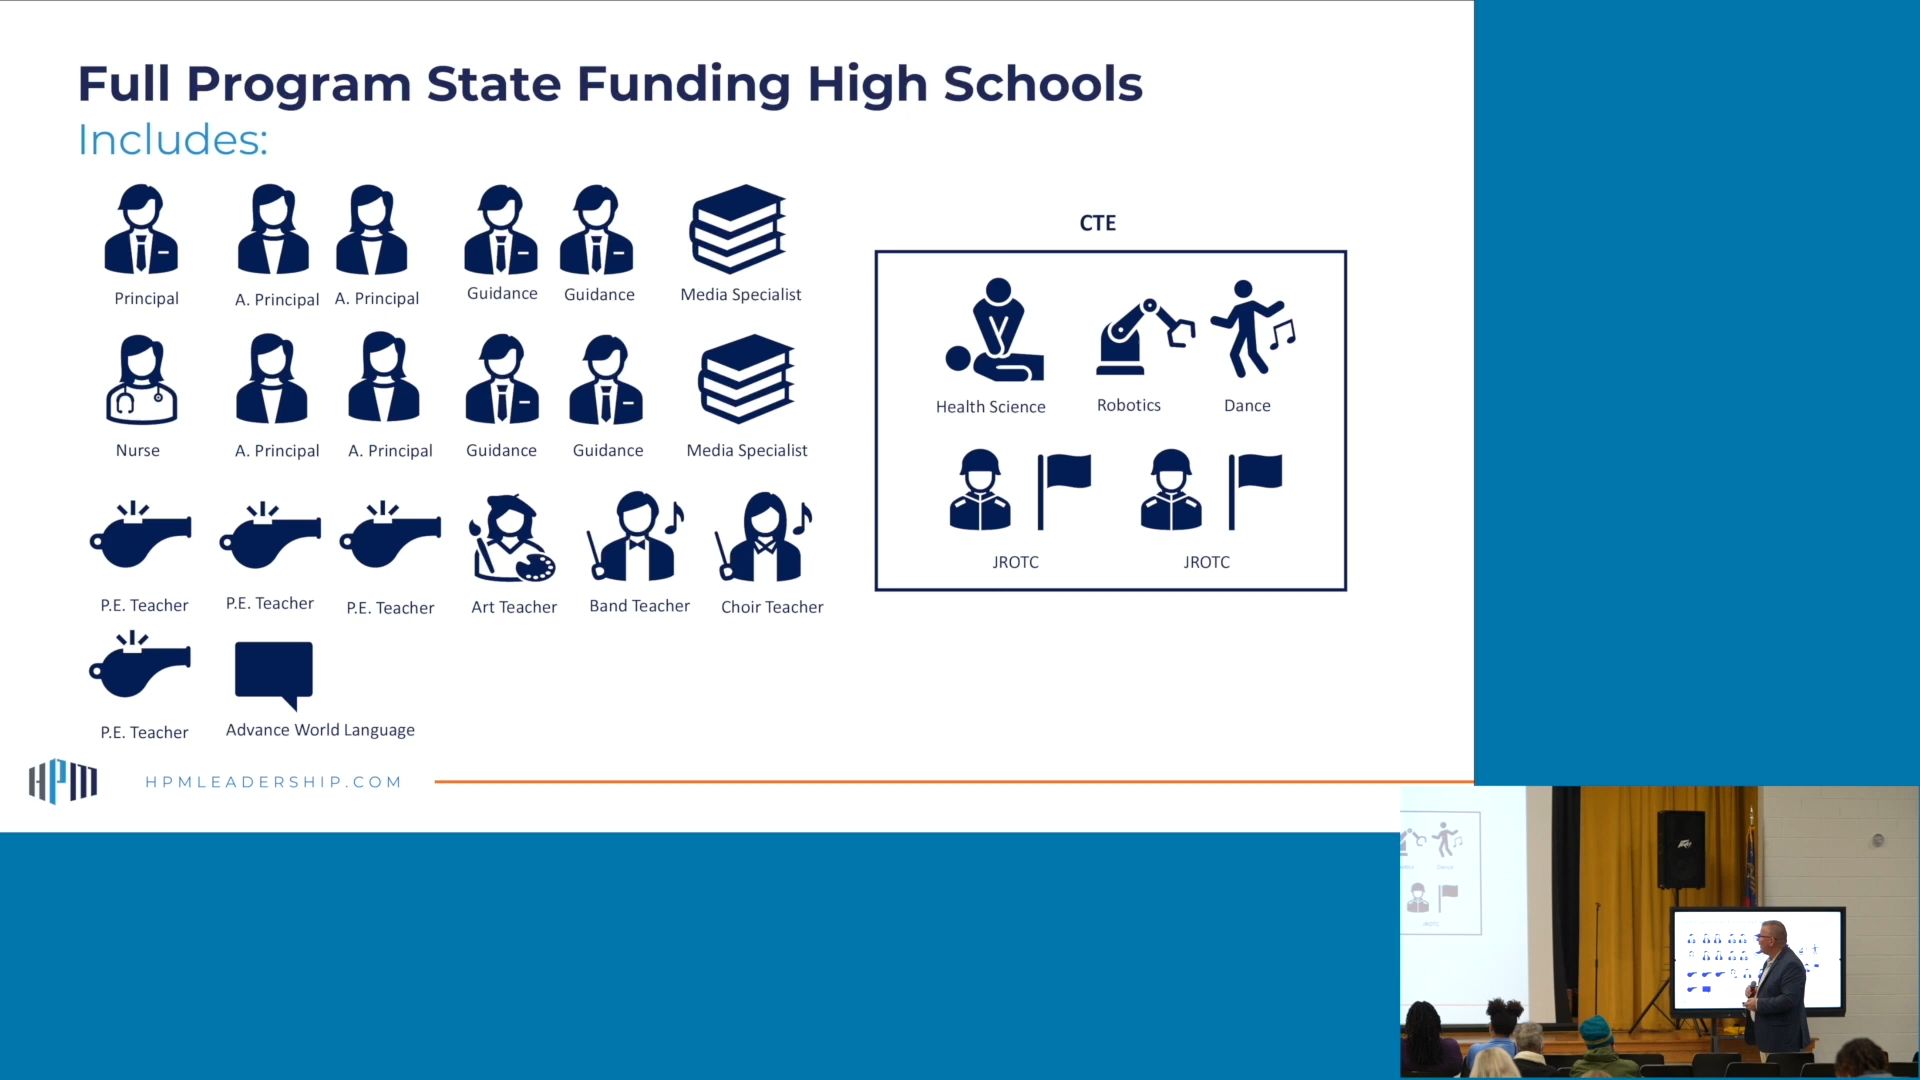 Full Program State Funding High Schools
Includes:
Principal
A. Principal
A. Principal
Guidance
Guidance
Media Specialist
Nurse
A. Principal
A. Principal
Guidance
Guidance
Media Specialist
P.E. Teacher
P.E. Teacher
P.E. Teacher
Art Teacher
Band Teacher
Choir Teacher
P.E. Teacher
Advance World Language
CTE
Health Science
Robotics
Dance
JROTC
JROTC
HPM
HPMLEADERSHIP.COM
Dance
JROTC